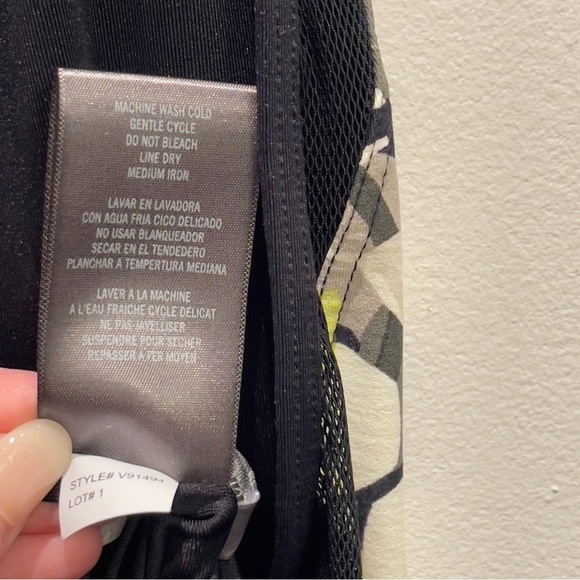 MACHINE WASH COLD
GENTLE CYCLE
DO NOT BLEACH
LINE DRY
MEDIUM IRON
LAVAR EN LAVADORA
CON AGUA FRIA CICO DELICADO
NO USAR BLANQUEADOR
SECAR EN EL TENDEDERO
PLANCHAR A TEMPERTURA MEDIANA
LAVER A LA MACHINE
A L'EAU FRAICHE CYCLE DELICAT
NE PAS JAVELLISER
SUSPENDRE POUR SECHER
REPASSER A FER MOYEN
STYLE# V91494
LOT# 1